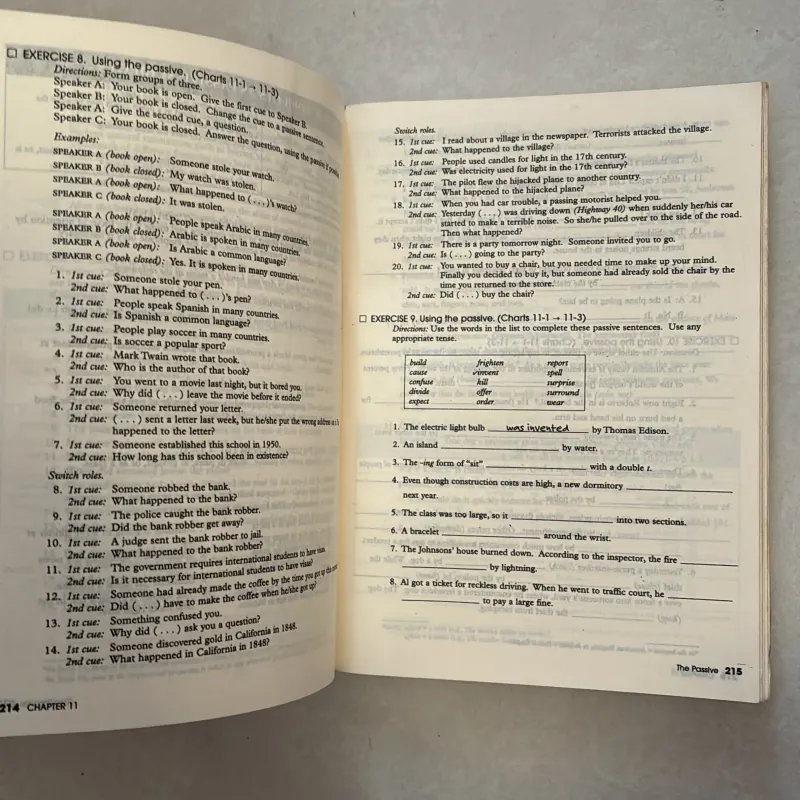 □ EXERCISE 8. Using the passive. (Charts 11-1 → 11-3)
Directions: Form groups of three.
Speaker A: Your book is open. Give the first cue to Speaker B.
Speaker B: Your book is closed. Change the cue to a passive sentence.
Speaker A: Give the second cue, a question.
Speaker C: Your book is closed. Answer the question, using the passive if
Examples:
SPEAKER A (book open): Someone stole your watch.
SPEAKER B (book closed): My watch was stolen.
SPEAKER A (book open): What happened to (...)'s watch?
SPEAKER C (book closed): It was stolen.
SPEAKER A (book open): People speak Arabic in many countries.
SPEAKER B (book closed): Arabic is spoken in many countries.
SPEAKER A (book open): Is Arabic a common language?
SPEAKER C (book closed): Yes. It is spoken in many countries.
1. 1st cue: Someone stole your pen.
2nd cue: What happened to (...)'s pen?
2. 1st cue: People speak Spanish in many countries.
2nd cue: Is Spanish a common language?
3. 1st cue: People play soccer in many countries.
2nd cue: Is soccer a popular sport?
4. 1st cue: Mark Twain wrote that book.
2nd cue: Who is the author of that book?
5. 1st cue: You went to a movie last night, but it bored you.
2nd cue: Why did (...) leave the movie before it ended?
6. 1st cue: Someone returned your letter.
2nd cue: (...) sent a letter last week, but he/she put the wrong address on it.
happened to the letter?
7. 1st cue: Someone established this school in 1950.
2nd cue: How long has this school been in existence?
Switch roles.
8. 1st cue: Someone robbed the bank.
2nd cue: What happened to the bank?
9. 1st cue: The police caught the bank robber.
2nd cue: Did the bank robber get away?
10. 1st cue: A judge sent the bank robber to jail.
2nd cue: What happened to the bank robber?
11. 1st cue: The government requires international students to have visas.
2nd cue: Is it necessary for international students to have visas?
12. 1st cue: Someone had already made the coffee by the time you got up this
2nd cue: Did (...) have to make the coffee when he/she got up?
13. 1st cue: Something confused you.
2nd cue: Why did (...) ask you a question?
14. 1st cue: Someone discovered gold in California in 1848.
2nd cue: What happened in California in 1848?
214 CHAPTER 11
Switch roles.
15. 1st cue: I read about a village in the newspaper. Terrorists attacked the village.
2nd cue: What happened to the village?
16. 1st cue: People used candles for light in the 17th century.
2nd cue: Was electricity used for light in the 17th century?
17. 1st cue: The pilot flew the hijacked plane to another country.
2nd cue: What happened to the hijacked plane?
18. 1st cue: When you had car trouble, a passing motorist helped you.
2nd cue: Yesterday (...) was driving down (Highway 40) when suddenly her/his car
started to make a terrible noise. So she/he pulled over to the side of the road.
Then what happened?
19. 1st cue: There is a party tomorrow night. Someone invited you to go.
2nd cue: Is (...) going to the party?
20. 1st cue: You wanted to buy a chair, but you needed time to make up your mind.
Finally you decided to buy it, but someone had already sold the chair by the
time you returned to the store.
2nd cue: Did (...) buy the chair?
□ EXERCISE 9. Using the passive. (Charts 11-1 → 11-3)
Directions: Use the words in the list to complete these passive sentences. Use any
appropriate tense.
build frighten report
cause ✓invent spell
confuse kill surprise
divide offer surround
expect order wear
1. The electric light bulb was invented by Thomas Edison.
2. An island ____ by water.
3. The -ing form of "sit" ____ with a double t.
4. Even though construction costs are high, a new dormitory ____
next year.
5. The class was too large, so it ____ into two sections.
6. A bracelet ____ around the wrist.
7. The Johnsons' house burned down. According to the inspector, the fire ____
____ by lightning.
8. Al got a ticket for reckless driving. When he went to traffic court, he ____
____ to pay a large fine.
The Passive 215